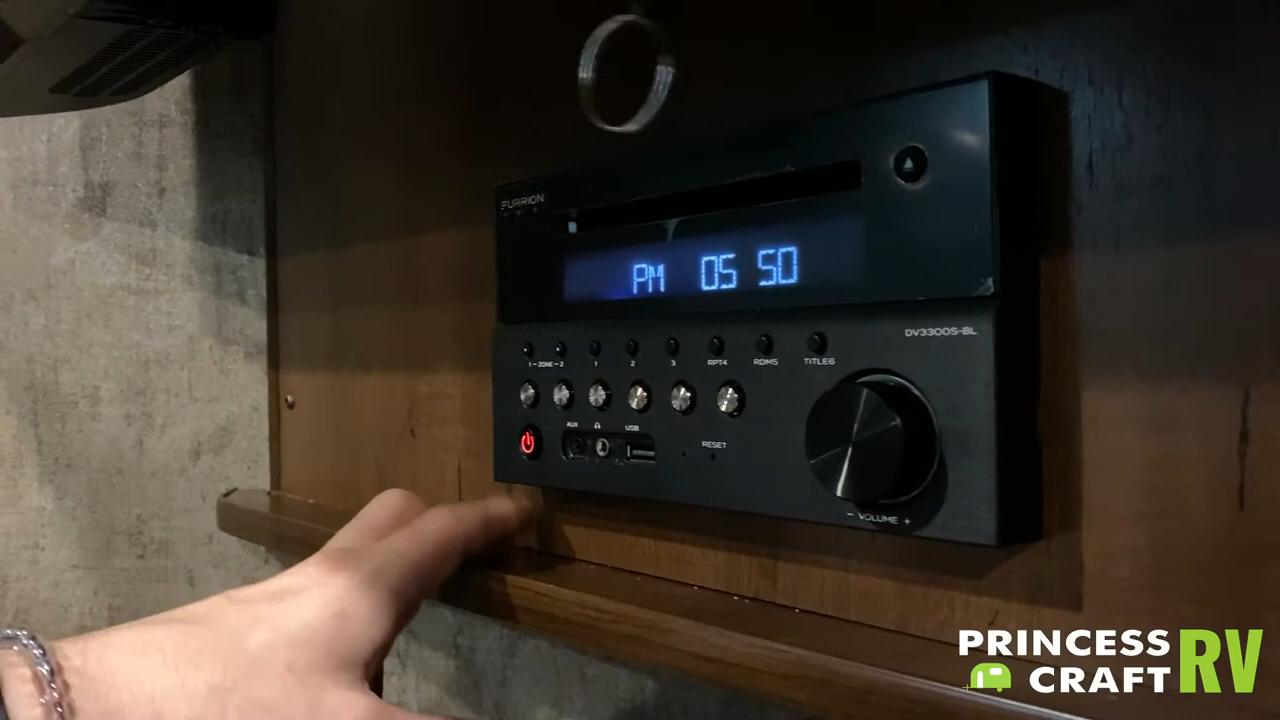 FURRION
PM 05 50
DV3300S-BL
1 - ZONE - 2 1 2 3 RPT4 RDM5 TITLE6
AUX USB
RESET
- VOLUME +
PRINCESS
CRAFT RV